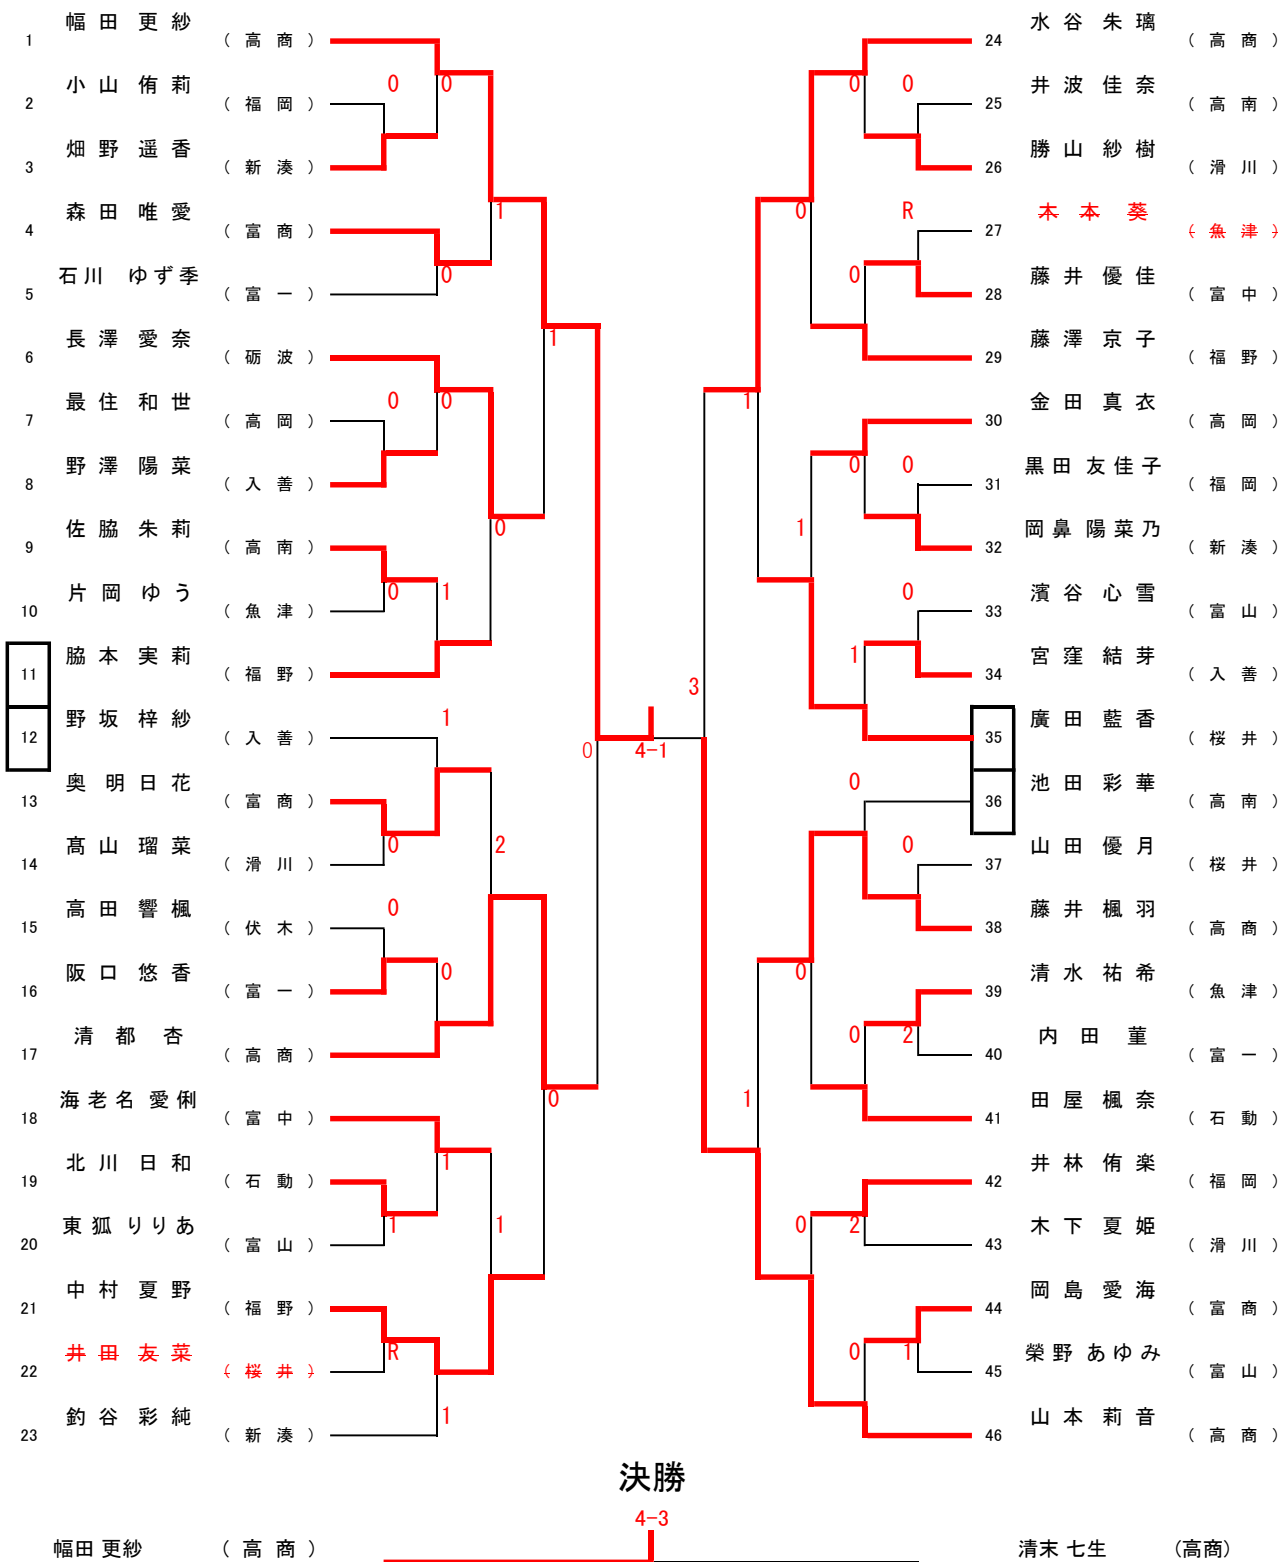 1 幅田 更紗 (高商)
0 0
2 小山 侑莉 (福岡)
3 畑野 遥香 (新湊)
1
4 森田 唯愛 (富商)
0
5 石川 ゆず季 (富一)
1
6 長澤 愛奈 (砺波)
0 0
7 最住 和世 (高岡)
8 野澤 陽菜 (入善)
0
9 佐脇 朱莉 (高南)
0 1
10 片岡 ゆう (魚津)
11 脇本 実莉 (福野)
0 4-1 3
12 野坂 梓紗 (入善)
1
13 奥 明日花 (富商)
0 2
14 髙山 瑠菜 (滑川)
15 高田 響楓 (伏木)
0
16 阪口 悠香 (富一)
0
17 清都 杏 (高商)
0
18 海老名 愛俐 (富中)
1
19 北川 日和 (石動)
1 1
20 東狐 りりあ (富山)
21 中村 夏野 (福野)
R
22 井田 友菜 (桜井)
1
23 釣谷 彩純 (新湊)
24 水谷 朱璃 (高商)
0 0
25 井波 佳奈 (高南)
26 勝山 紗樹 (滑川)
0 R
27 本本 葵 (魚津)
0
28 藤井 優佳 (富中)
29 藤澤 京子 (福野)
1
30 金田 真衣 (高岡)
0 0
31 黒田 友佳子 (福岡)
1
32 岡鼻 陽菜乃 (新湊)
0
33 濱谷 心雪 (富山)
1
34 宮窪 結芽 (入善)
35 廣田 藍香 (桜井)
0
36 池田 彩華 (高南)
0
37 山田 優月 (桜井)
38 藤井 楓羽 (高商)
0
39 清水 祐希 (魚津)
0 2
40 内田 菫 (富一)
1
41 田屋 楓奈 (石動)
42 井林 侑楽 (福岡)
0 2
43 木下 夏姫 (滑川)
44 岡島 愛海 (富商)
0 1
45 榮野 あゆみ (富山)
46 山本 莉音 (高商)
決勝
4-3
幅田 更紗 (高商) 清末 七生 (高商)